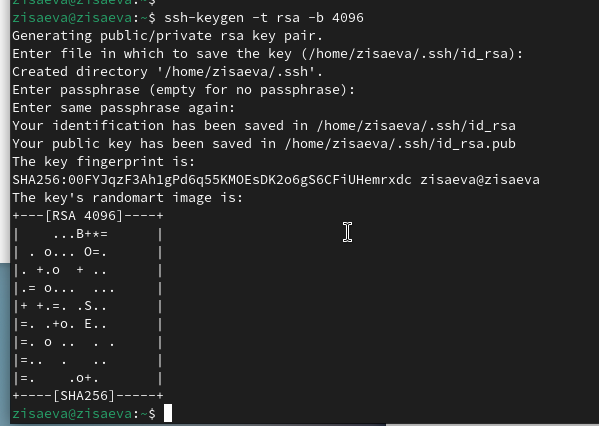 zisaeva@zisaeva:~$ ssh-keygen -t rsa -b 4096
Generating public/private rsa key pair.
Enter file in which to save the key (/home/zisaeva/.ssh/id_rsa):
Created directory '/home/zisaeva/.ssh'.
Enter passphrase (empty for no passphrase):
Enter same passphrase again:
Your identification has been saved in /home/zisaeva/.ssh/id_rsa
Your public key has been saved in /home/zisaeva/.ssh/id_rsa.pub
The key fingerprint is:
SHA256:00FYJqzF3Ah1gPd6q55KMOEsDK2o6gS6CFiUHemrxdc zisaeva@zisaeva
The key's randomart image is:
+---[RSA 4096]----+
|    ...B+*=      |
| . o... O=.      |
|. +.o  + ..      |
|.= o...  ...     |
|+ +.=. .S..      |
|=. .+o. E..      |
|=. o ..  . .     |
|=..   .   ..     |
|=.    .o+.       |
+----[SHA256]-----+
zisaeva@zisaeva:~$